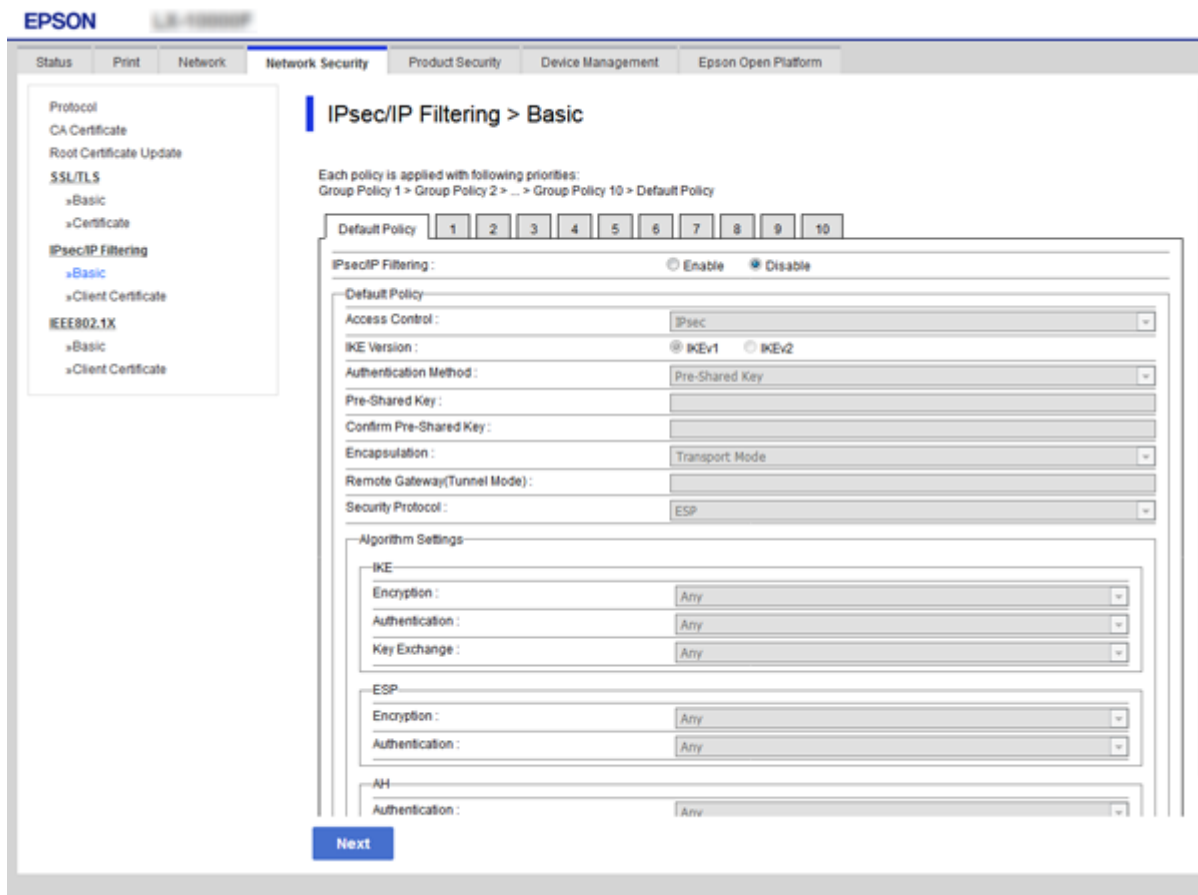 EPSON
Status Print Network Network Security Product Security Device Management Epson Open Platform
Protocol
CA Certificate
Root Certificate Update
SSL/TLS
»Basic
»Certificate
IPsec/IP Filtering
»Basic
»Client Certificate
IEEE802.1X
»Basic
»Client Certificate
IPsec/IP Filtering > Basic
Each policy is applied with following priorities:
Group Policy 1 > Group Policy 2 > ... > Group Policy 10 > Default Policy
Default Policy 1 2 3 4 5 6 7 8 9 10
IPsec/IP Filtering : Enable Disable
Default Policy
Access Control : IPsec
IKE Version : IKEv1 IKEv2
Authentication Method : Pre-Shared Key
Pre-Shared Key :
Confirm Pre-Shared Key :
Encapsulation : Transport Mode
Remote Gateway(Tunnel Mode) :
Security Protocol : ESP
Algorithm Settings
IKE
Encryption : Any
Authentication : Any
Key Exchange : Any
ESP
Encryption : Any
Authentication : Any
AH
Authentication : Any
Next